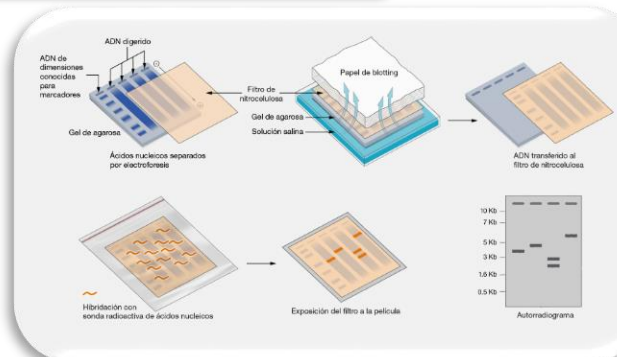 ADN digerido
ADN de
dimensiones
conocidas
para
marcadores
Gel de agarosa
Ácidos nucleicos separados
por electroforesis
Papel de blotting
Filtro de
nitrocelulosa
Gel de agarosa
Solución salina
ADN transferido al
filtro de nitrocelulosa
Hibridación con
sonda radioactiva de ácidos nucleicos
Exposición del filtro a la película
10 Kb
7 Kb
5 Kb
3 Kb
1.5 Kb
0.5 Kb
Autorradiograma